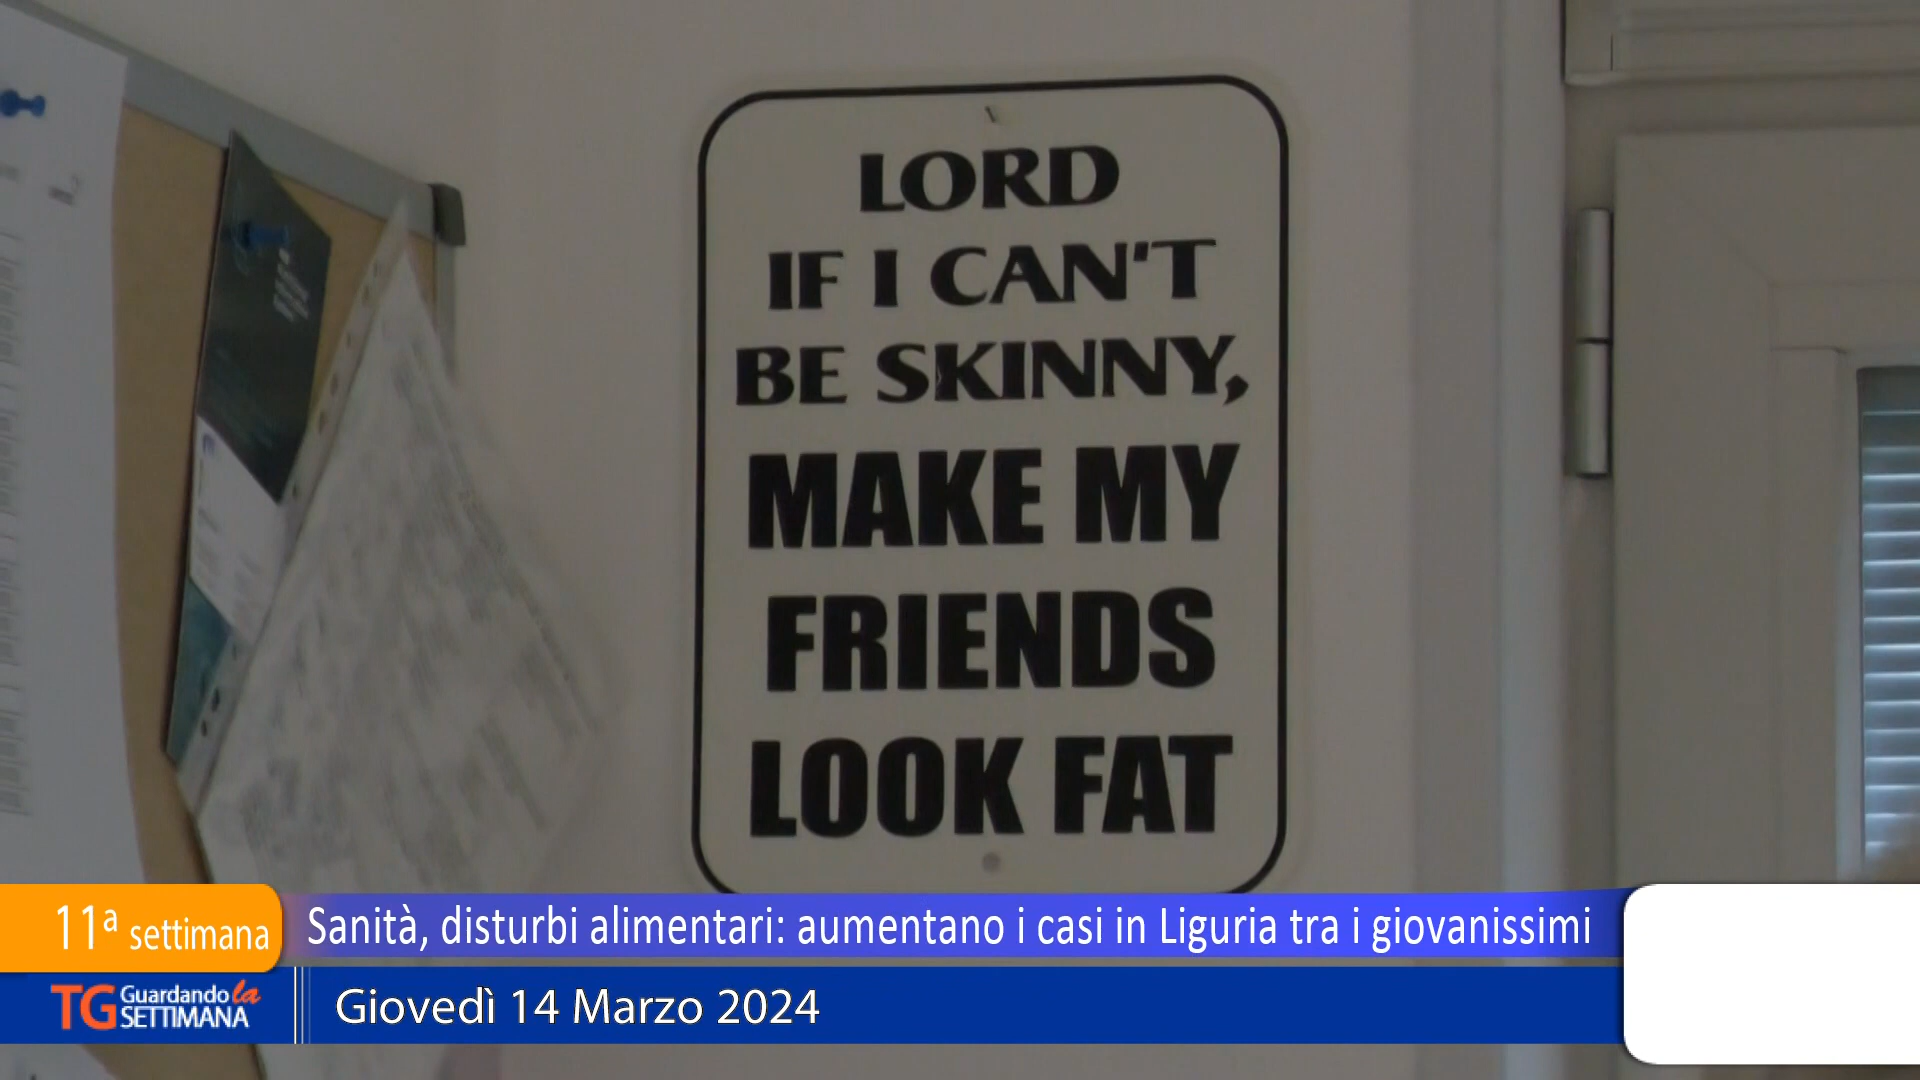 LORD
IF I CAN'T
BE SKINNY,
MAKE MY
FRIENDS
LOOK FAT
11ª settimana
Sanità, disturbi alimentari: aumentano i casi in Liguria tra i giovanissimi
TG Guardando la SETTIMANA
Giovedì 14 Marzo 2024